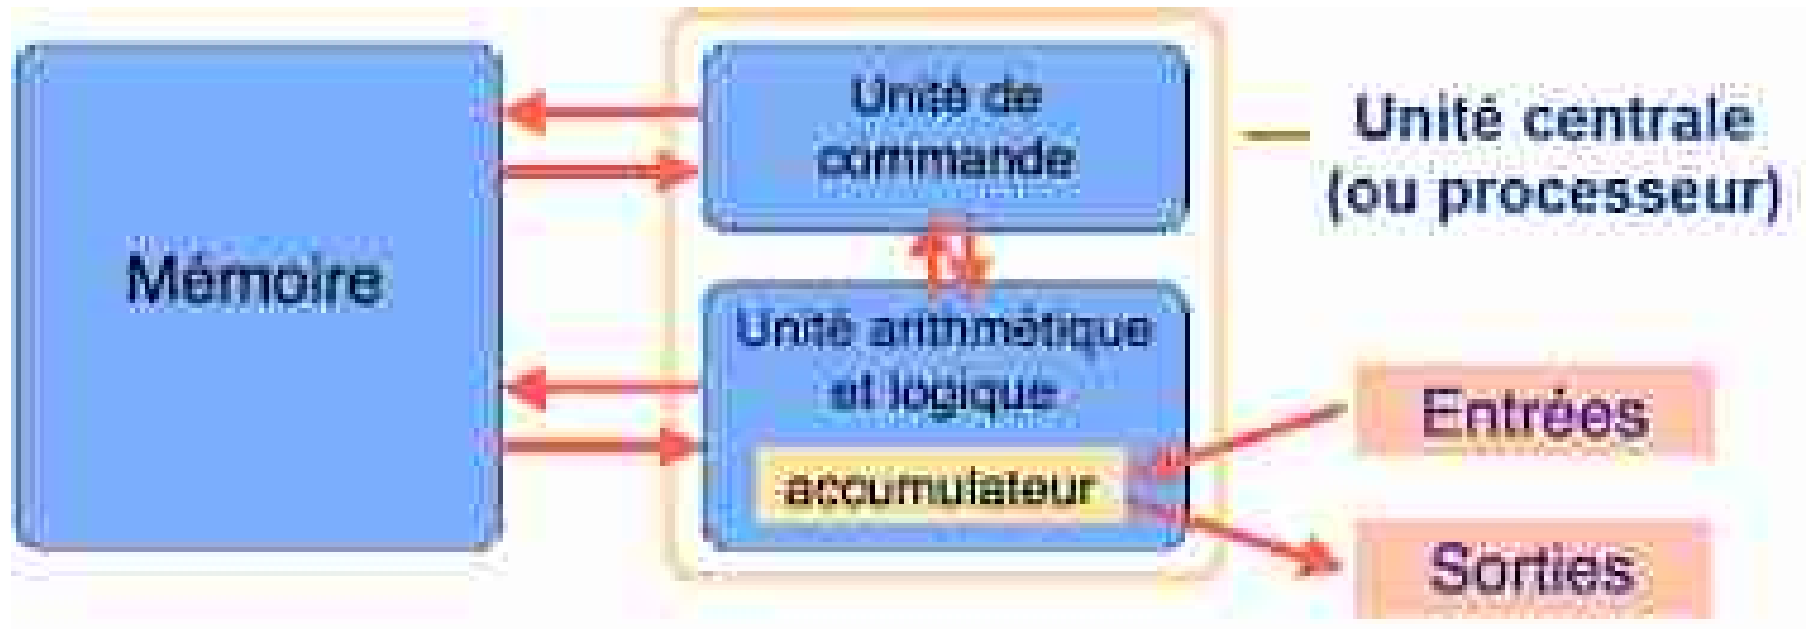 Mémoire
Unité de
commande
Unité arithmétique
et logique
accumulateur
Unité centrale
(ou processeur)
Entrées
Sorties